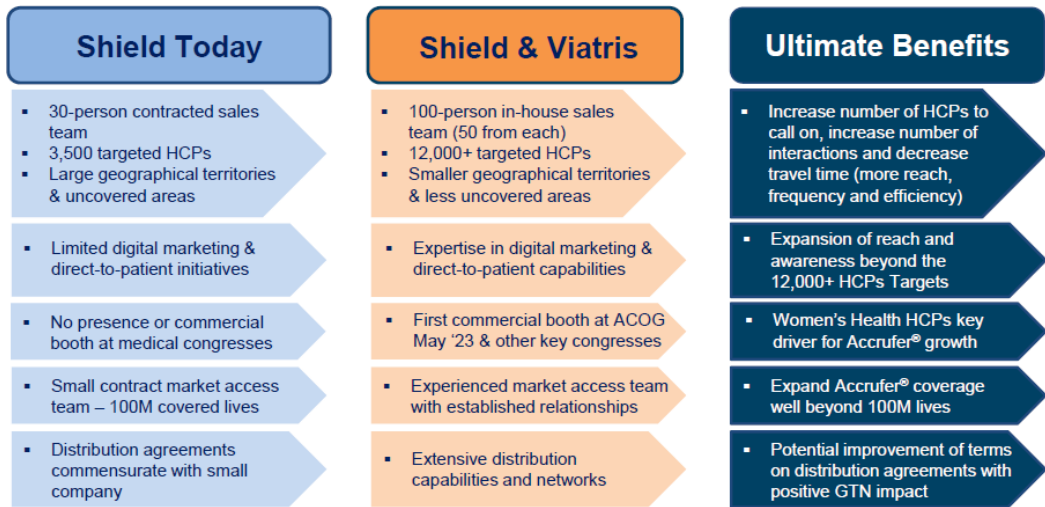 Shield Today
▪ 30-person contracted sales
team
▪ 3,500 targeted HCPs
▪ Large geographical territories
& uncovered areas
▪ Limited digital marketing &
direct-to-patient initiatives
▪ No presence or commercial
booth at medical congresses
▪ Small contract market access
team – 100M covered lives
▪ Distribution agreements
commensurate with small
company
Shield & Viatris
▪ 100-person in-house sales
team (50 from each)
▪ 12,000+ targeted HCPs
▪ Smaller geographical territories
& less uncovered areas
▪ Expertise in digital marketing &
direct-to-patient capabilities
▪ First commercial booth at ACOG
May ‘23 & other key congresses
▪ Experienced market access team
with established relationships
▪ Extensive distribution
capabilities and networks
Ultimate Benefits
▪ Increase number of HCPs to
call on, increase number of
interactions and decrease
travel time (more reach,
frequency and efficiency)
▪ Expansion of reach and
awareness beyond the
12,000+ HCPs Targets
▪ Women’s Health HCPs key
driver for Accrufer® growth
▪ Expand Accrufer® coverage
well beyond 100M lives
▪ Potential improvement of terms
on distribution agreements with
positive GTN impact